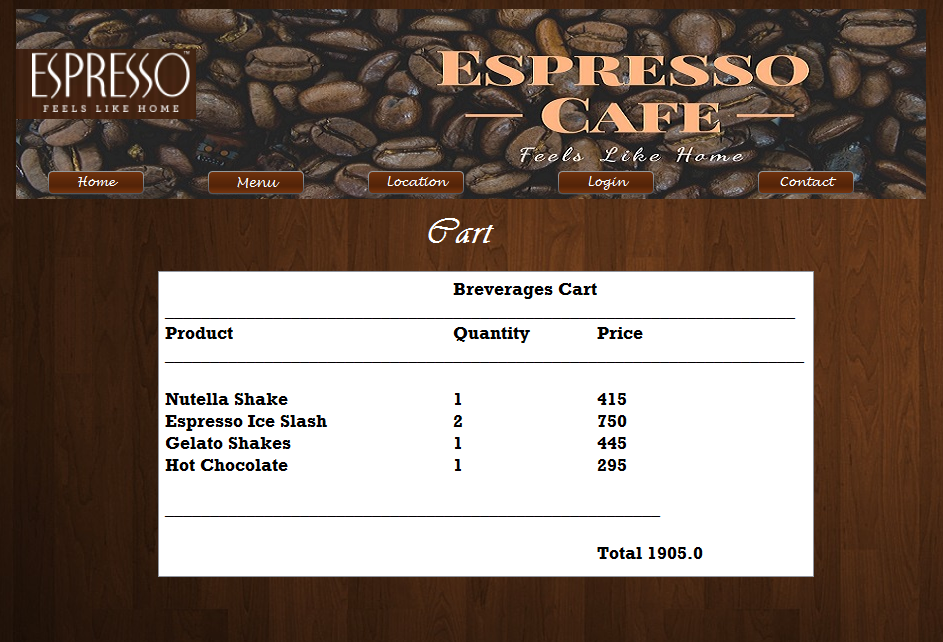 ESPRESSO™
FEELS LIKE HOME
ESPRESSO
CAFE
Feels Like Home
Home Menu Location Login Contact
Cart
Breverages Cart
Product Quantity Price
Nutella Shake 1 415
Espresso Ice Slash 2 750
Gelato Shakes 1 445
Hot Chocolate 1 295
Total 1905.0